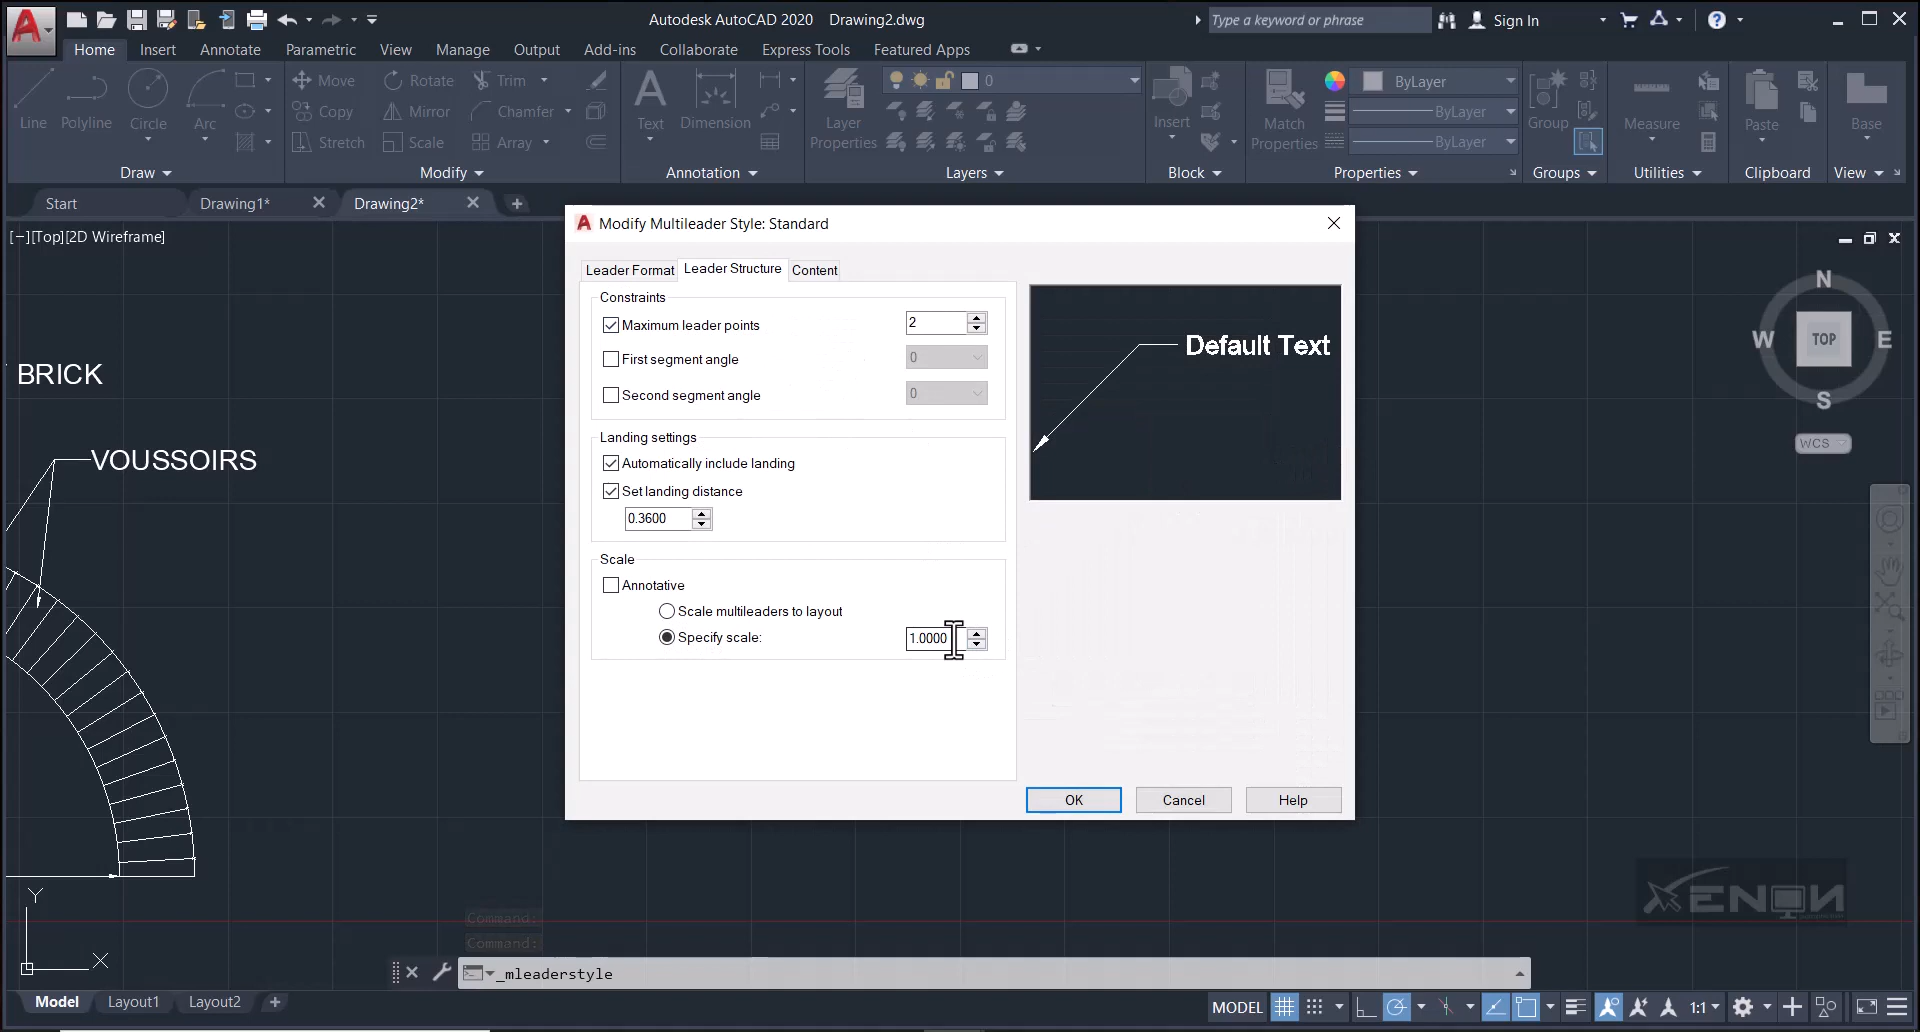 Autodesk AutoCAD 2020 Drawing2.dwg
Type a keyword or phrase
Sign In
Home Insert Annotate Parametric View Manage Output Add-ins Collaborate Express Tools Featured Apps
Line Polyline Circle Arc
Move Rotate Trim
Copy Mirror Chamfer
Stretch Scale Array
Text Dimension
Layer Properties
0
Insert
Match Properties
ByLayer
ByLayer
ByLayer
Group
Measure
Paste
Base
Draw Modify Annotation Layers Block Properties Groups Utilities Clipboard View
Start Drawing1* Drawing2*
[−][Top][2D Wireframe]
BRICK
VOUSSOIRS
Modify Multileader Style: Standard
Leader Format Leader Structure Content
Constraints
Maximum leader points 2
First segment angle 0
Second segment angle 0
Landing settings
Automatically include landing
Set landing distance
0.3600
Scale
Annotative
Scale multileaders to layout
Specify scale: 1.0000
Default Text
OK Cancel Help
N
W TOP E
S
WCS
XENON
Y
X
Command:
Command:
_mleaderstyle
Model Layout1 Layout2
MODEL 1:1